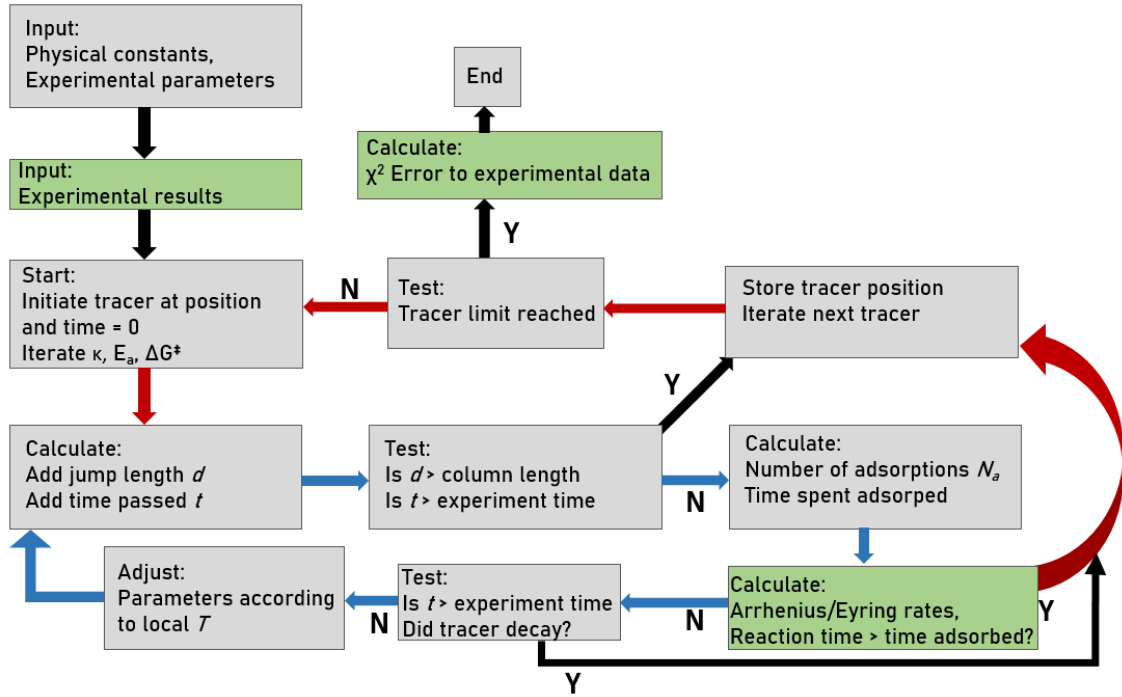 Input:
Physical constants,
Experimental parameters
End
Calculate:
χ² Error to experimental data
Input:
Experimental results
Y
Start:
Initiate tracer at position
and time = 0
Iterate κ, Eₐ, ΔG‡
N
Test:
Tracer limit reached
Store tracer position
Iterate next tracer
Y
Calculate:
Add jump length d
Add time passed t
Test:
Is d > column length
Is t > experiment time
N
Calculate:
Number of adsorptions Nₐ
Time spent adsorped
Adjust:
Parameters according
to local T
N
Test:
Is t > experiment time
Did tracer decay?
N
Calculate:
Arrhenius/Eyring rates,
Reaction time > time adsorbed?
Y
Y